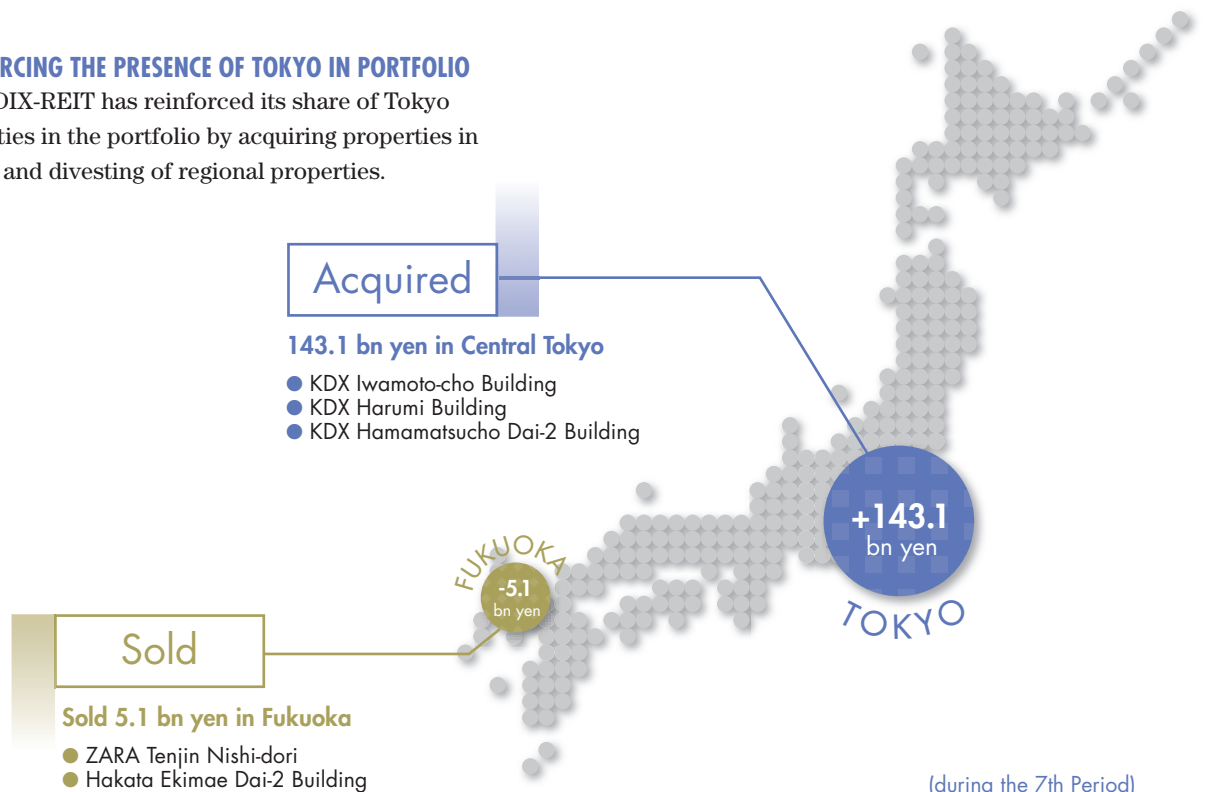 RCING THE PRESENCE OF TOKYO IN PORTFOLIO
DIX-REIT has reinforced its share of Tokyo
ties in the portfolio by acquiring properties in
and divesting of regional properties.
Acquired
143.1 bn yen in Central Tokyo
● KDX Iwamoto-cho Building
● KDX Harumi Building
● KDX Hamamatsucho Dai-2 Building
+143.1
bn yen
TOKYO
FUKUOKA
-5.1
bn yen
Sold
Sold 5.1 bn yen in Fukuoka
● ZARA Tenjin Nishi-dori
● Hakata Ekimae Dai-2 Building
(during the 7th Period)